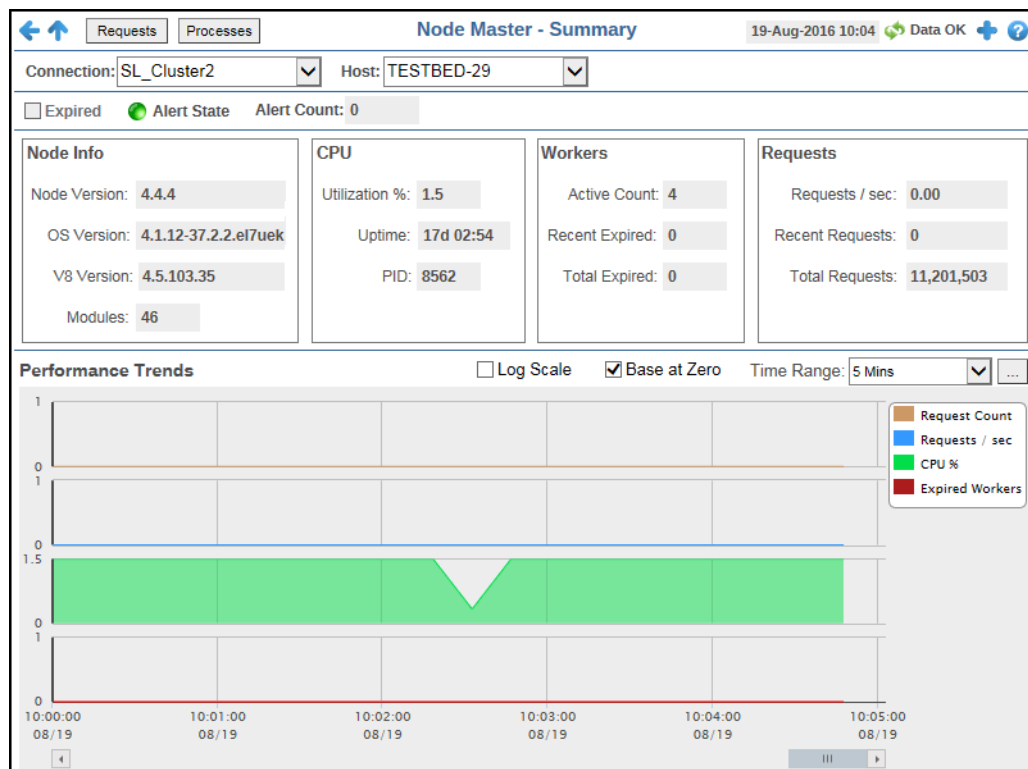 Requests Processes Node Master - Summary 19-Aug-2016 10:04 Data OK
Connection: SL_Cluster2 Host: TESTBED-29
Expired Alert State Alert Count: 0
Node Info CPU Workers Requests
Node Version: 4.4.4 Utilization %: 1.5 Active Count: 4 Requests / sec: 0.00
OS Version: 4.1.12-37.2.2.el7uek Uptime: 17d 02:54 Recent Expired: 0 Recent Requests: 0
V8 Version: 4.5.103.35 PID: 8562 Total Expired: 0 Total Requests: 11,201,503
Modules: 46
Performance Trends Log Scale Base at Zero Time Range: 5 Mins ...
1
0
1
0
1.5
0
1
0
Request Count
Requests / sec
CPU %
Expired Workers
10:00:00 10:01:00 10:02:00 10:03:00 10:04:00 10:05:00
08/19 08/19 08/19 08/19 08/19 08/19